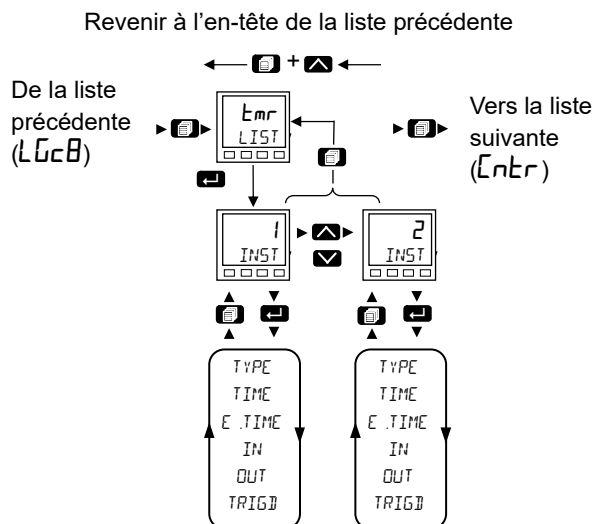 Revenir à l’en-tête de la liste précédente
+
De la liste
précédente
(LGc8)
tmr
LIST
Vers la liste
suivante
(Cntr)
1
INST
2
INST
TYPE
TIME
E .TIME
IN
OUT
TRIGD
TYPE
TIME
E .TIME
IN
OUT
TRIGD